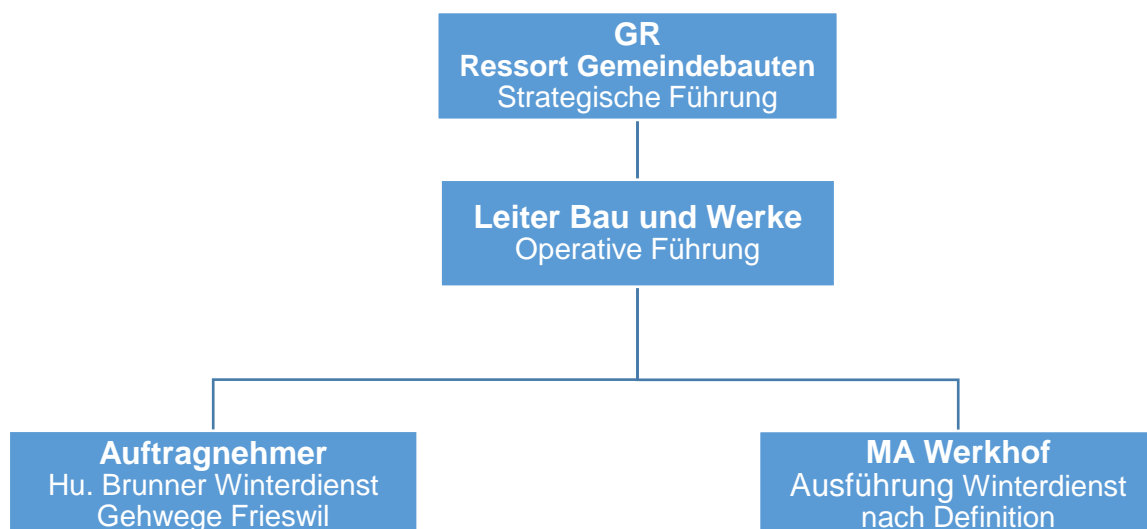 GR
Ressort Gemeindebauten
Strategische Führung
Leiter Bau und Werke
Operative Führung
Auftragnehmer
Hu. Brunner Winterdienst
Gehwege Frieswil
MA Werkhof
Ausführung Winterdienst
nach Definition